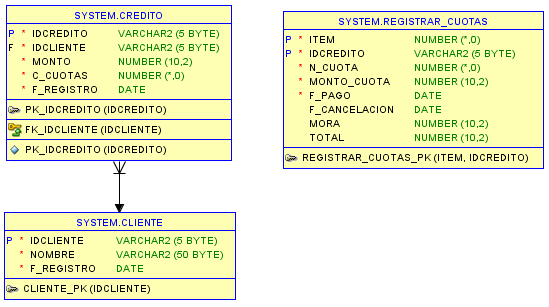 SYSTEM.CREDITO
P * IDCREDITO VARCHAR2 (5 BYTE)
F * IDCLIENTE VARCHAR2 (5 BYTE)
* MONTO NUMBER (10,2)
* C_CUOTAS NUMBER (*,0)
* F_REGISTRO DATE
PK_IDCREDITO (IDCREDITO)
FK_IDCLIENTE (IDCLIENTE)
PK_IDCREDITO (IDCREDITO)
SYSTEM.REGISTRAR_CUOTAS
P * ITEM NUMBER (*,0)
P * IDCREDITO VARCHAR2 (5 BYTE)
* N_CUOTA NUMBER (*,0)
* MONTO_CUOTA NUMBER (10,2)
* F_PAGO DATE
F_CANCELACION DATE
MORA NUMBER (10,2)
TOTAL NUMBER (10,2)
REGISTRAR_CUOTAS_PK (ITEM, IDCREDITO)
SYSTEM.CLIENTE
P * IDCLIENTE VARCHAR2 (5 BYTE)
* NOMBRE VARCHAR2 (50 BYTE)
* F_REGISTRO DATE
CLIENTE_PK (IDCLIENTE)